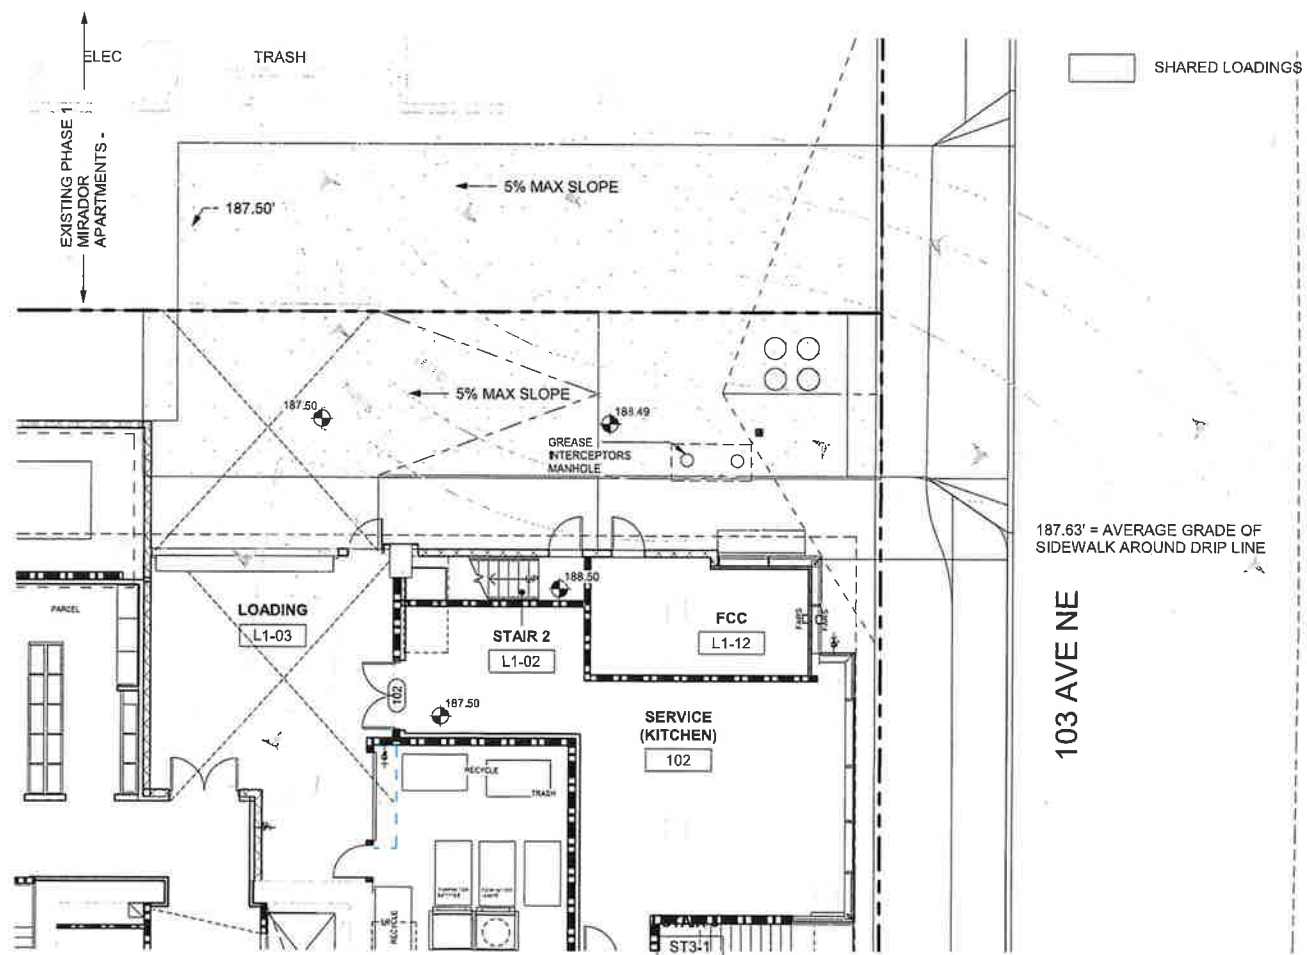 ELEC
TRASH
SHARED LOADINGS
EXISTING PHASE 1
MIRADOR
APARTMENTS -
5% MAX SLOPE
187.50'
5% MAX SLOPE
187.50
188.49
GREASE
INTERCEPTORS
MANHOLE
187.63' = AVERAGE GRADE OF
SIDEWALK AROUND DRIP LINE
UP
188.50
PARCEL
LOADING
L1-03
STAIR 2
L1-02
FCC
L1-12
103 AVE NE
102
187.50
SERVICE
(KITCHEN)
102
RECYCLE
TRASH
RECYCLE
STAIR
ST3-1